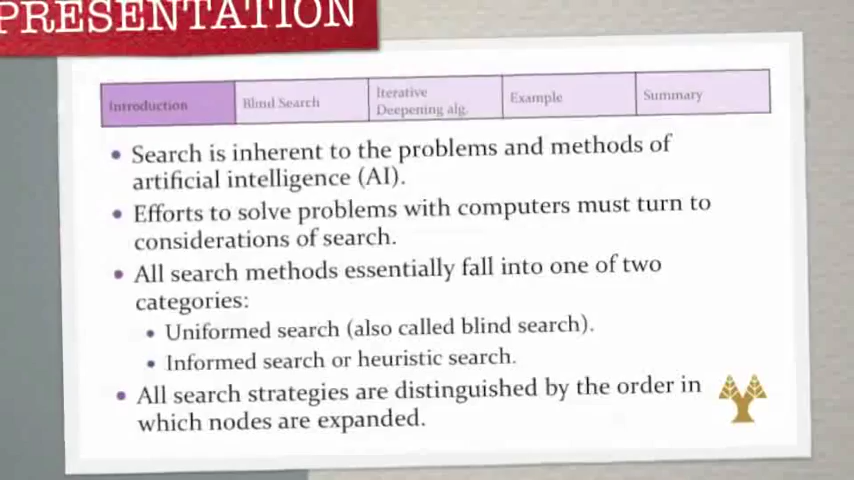 PRESENTATION
Introduction
Blind Search
Iterative
Deepening alg.
Example
Summary
• Search is inherent to the problems and methods of
artificial intelligence (AI).
• Efforts to solve problems with computers must turn to
considerations of search.
• All search methods essentially fall into one of two
categories:
• Uniformed search (also called blind search).
• Informed search or heuristic search.
• All search strategies are distinguished by the order in
which nodes are expanded.